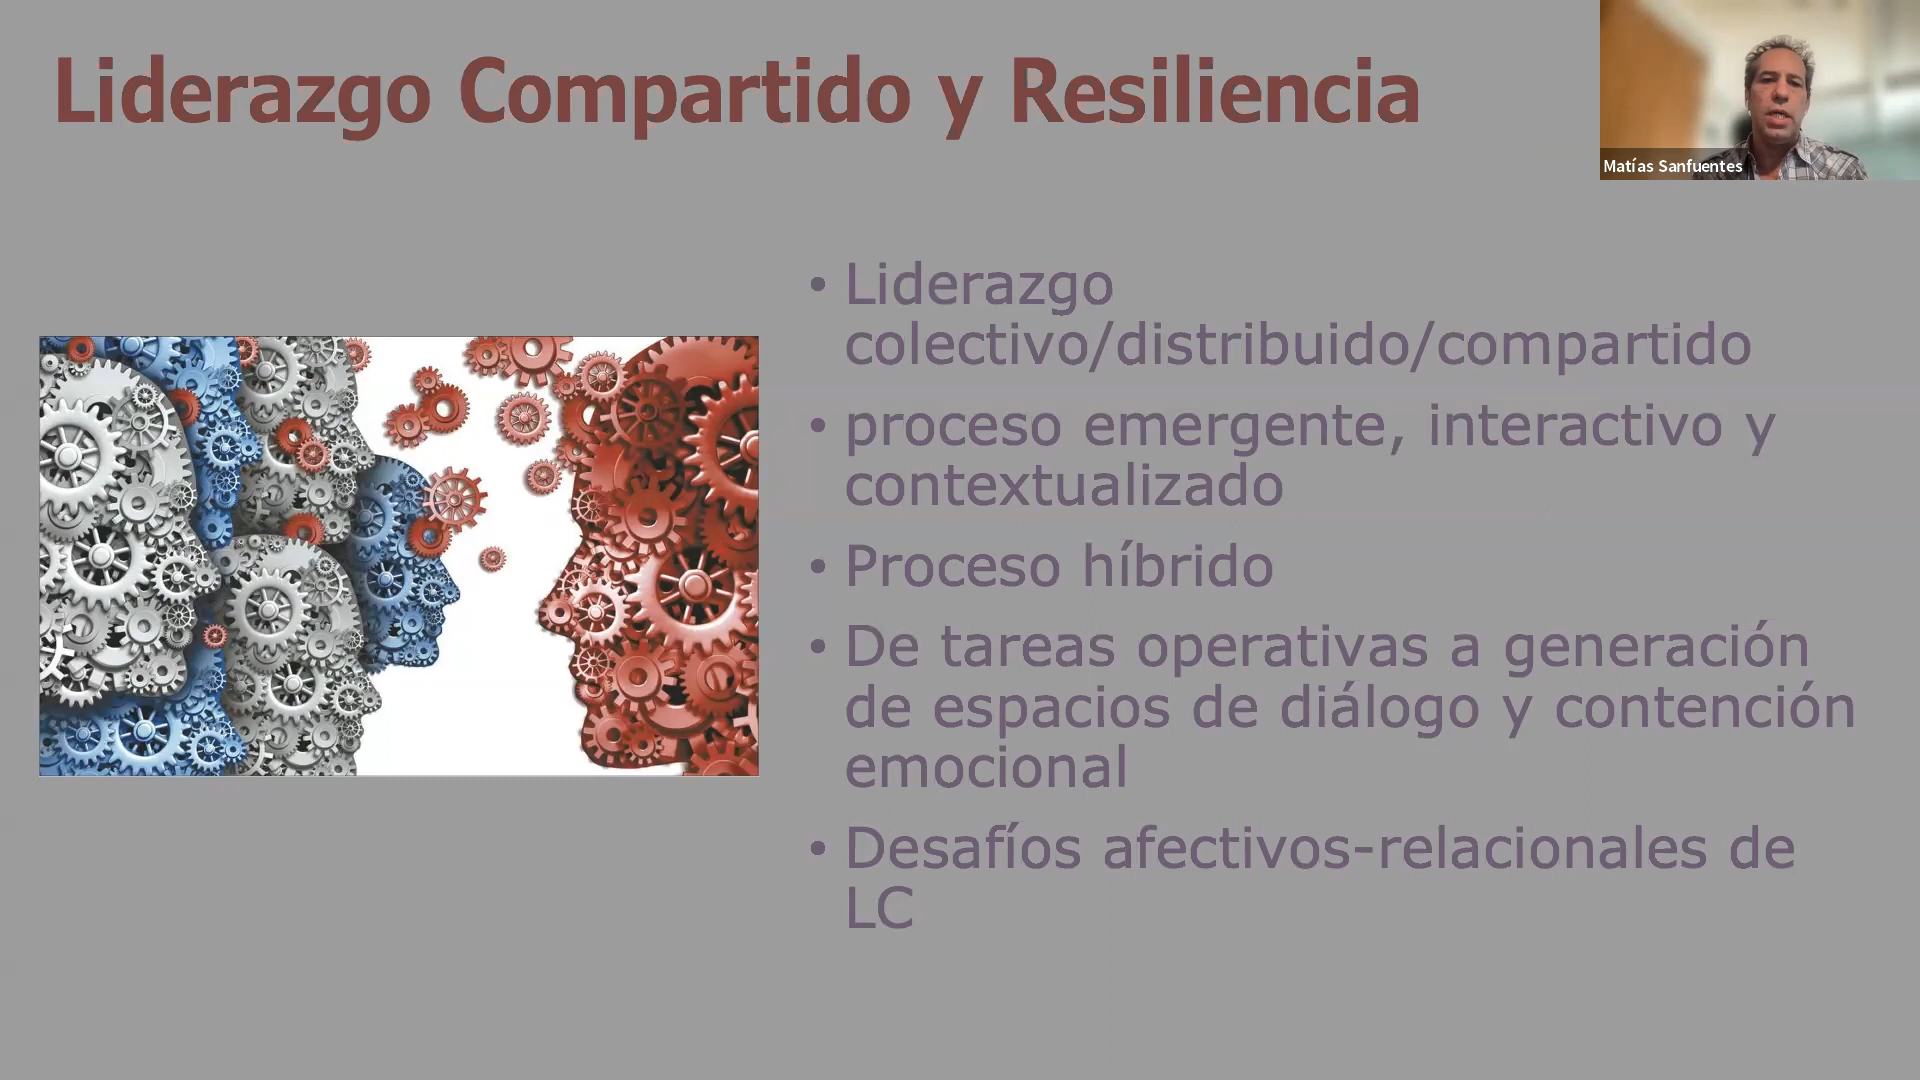 Liderazgo Compartido y Resiliencia
Matías Sanfuentes
• Liderazgo
colectivo/distribuido/compartido
• proceso emergente, interactivo y
contextualizado
• Proceso híbrido
• De tareas operativas a generación
de espacios de diálogo y contención
emocional
• Desafíos afectivos-relacionales de
LC